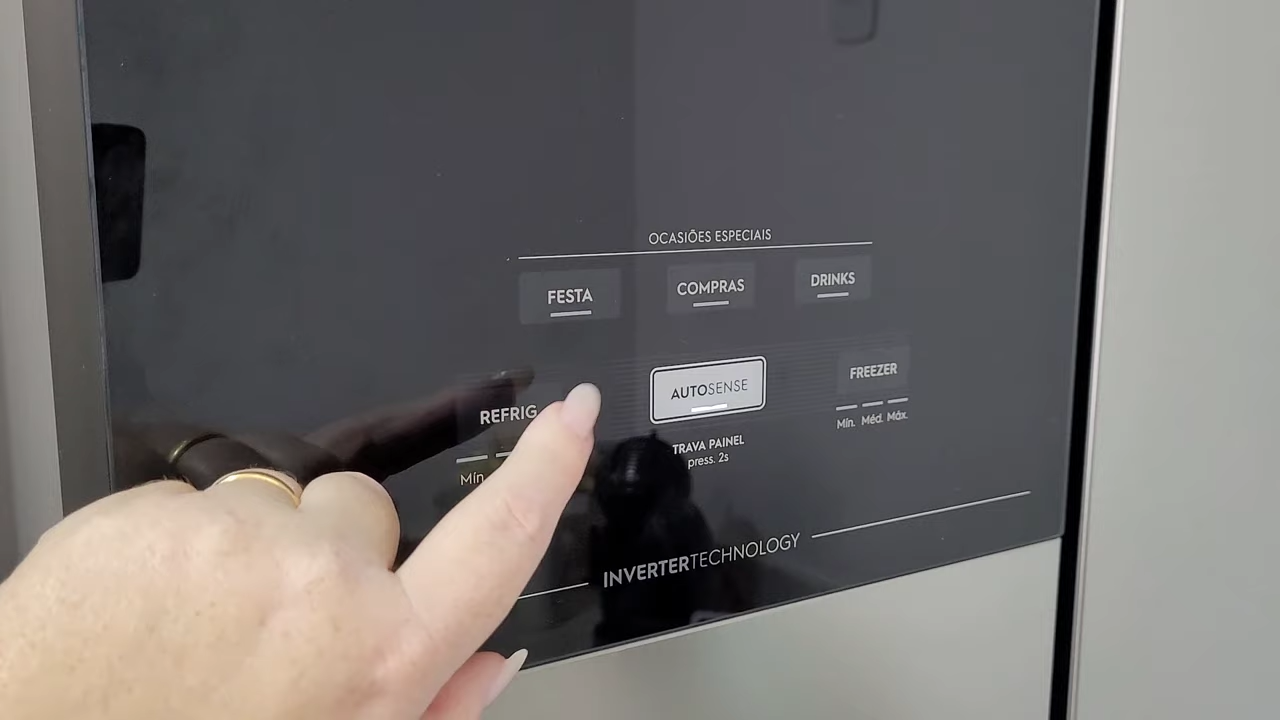 OCASIÕES ESPECIAIS
FESTA COMPRAS DRINKS
REFRIG AUTOSENSE FREEZER
Mín. Méd. Máx.
Mín
TRAVA PAINEL
press. 2s
INVERTERTECHNOLOGY